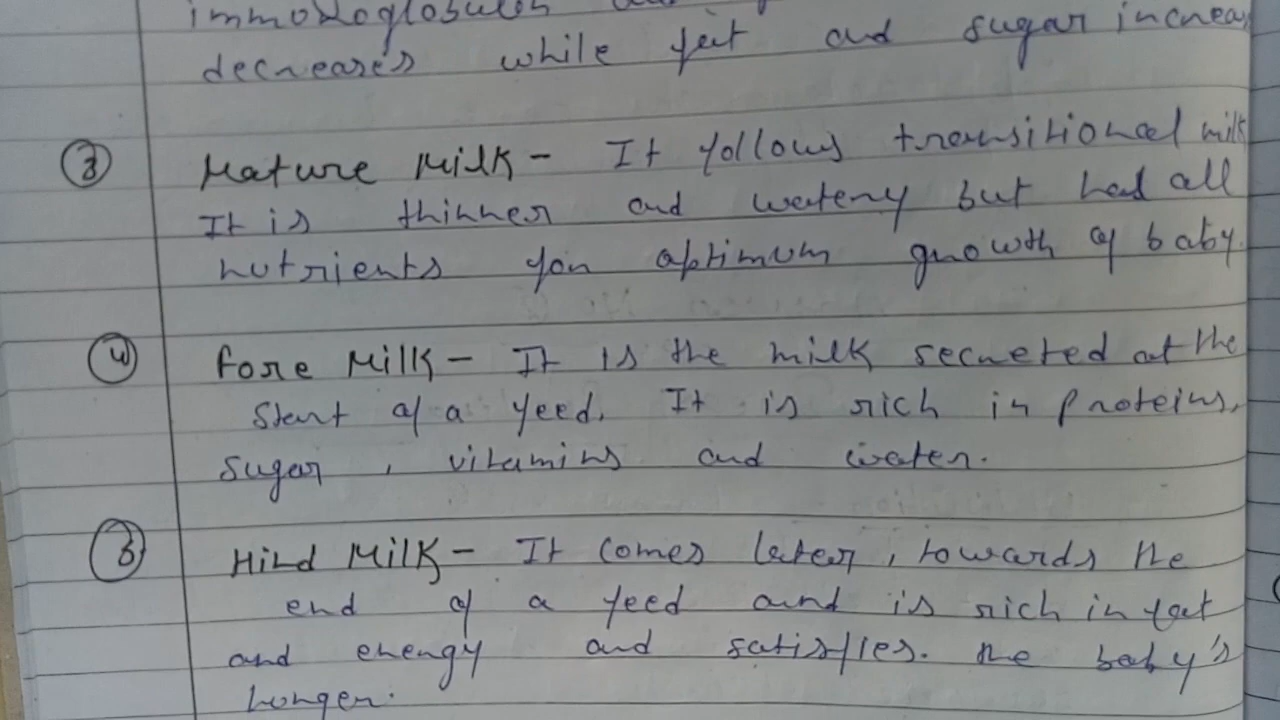 immunoglobulin
decreases while fat and sugar increas
③ Mature Milk - It follows transitional milk
It is thinner and watery but had all
nutrients for optimum growth of baby.
④ Fore Milk - It is the milk secreted at the
start of a feed. It is rich in proteins,
sugar, vitamins and water.
⑤ Hind Milk - It comes later, towards the
end of a feed and is rich in fat
and energy and satisfies. the baby's
hunger.